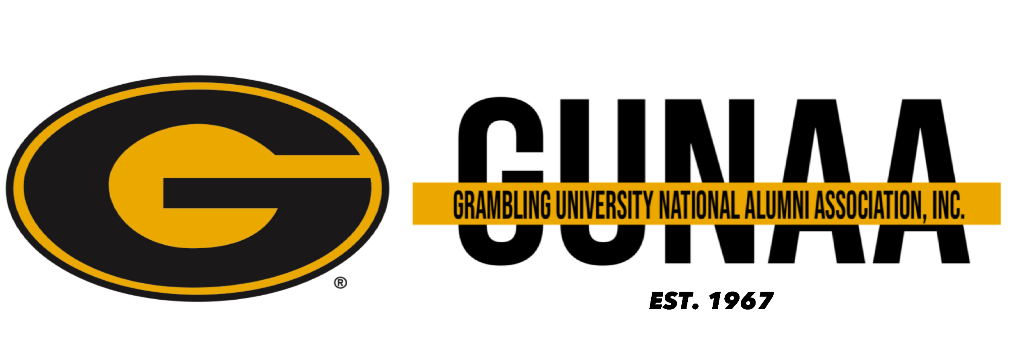 G
®
GUNAA
GRAMBLING UNIVERSITY NATIONAL ALUMNI ASSOCIATION, INC.
EST. 1967